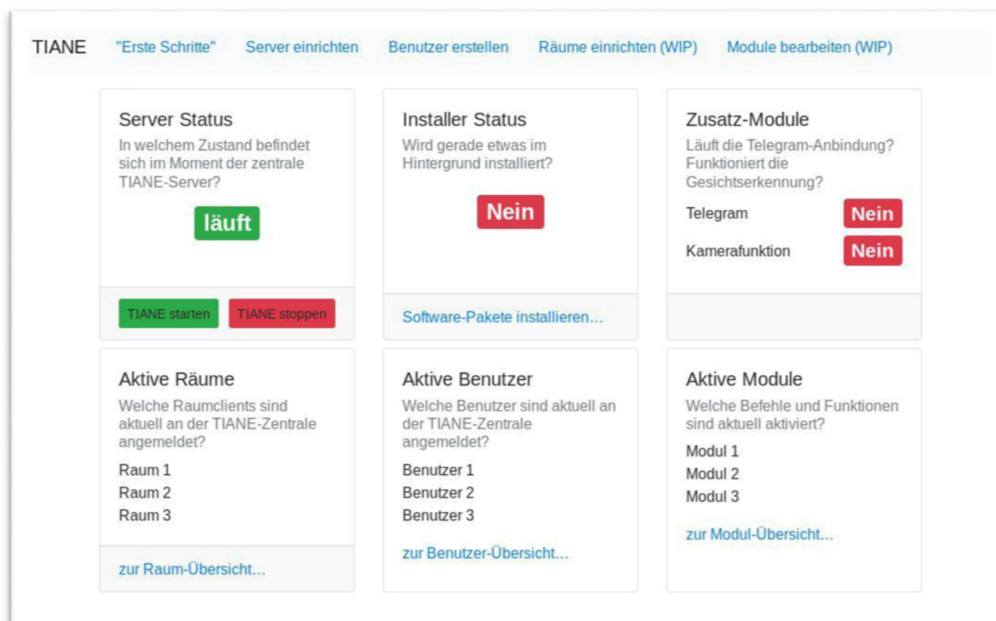 TIANE "Erste Schritte" Server einrichten Benutzer erstellen Räume einrichten (WIP) Module bearbeiten (WIP)
Server Status
In welchem Zustand befindet
sich im Moment der zentrale
TIANE-Server?
läuft
TIANE starten TIANE stoppen
Installer Status
Wird gerade etwas im
Hintergrund installiert?
Nein
Software-Pakete installieren…
Zusatz-Module
Läuft die Telegram-Anbindung?
Funktioniert die
Gesichtserkennung?
Telegram Nein
Kamerafunktion Nein
Aktive Räume
Welche Raumclients sind
aktuell an der TIANE-Zentrale
angemeldet?
Raum 1
Raum 2
Raum 3
zur Raum-Übersicht…
Aktive Benutzer
Welche Benutzer sind aktuell an
der TIANE-Zentrale
angemeldet?
Benutzer 1
Benutzer 2
Benutzer 3
zur Benutzer-Übersicht…
Aktive Module
Welche Befehle und Funktionen
sind aktuell aktiviert?
Modul 1
Modul 2
Modul 3
zur Modul-Übersicht…